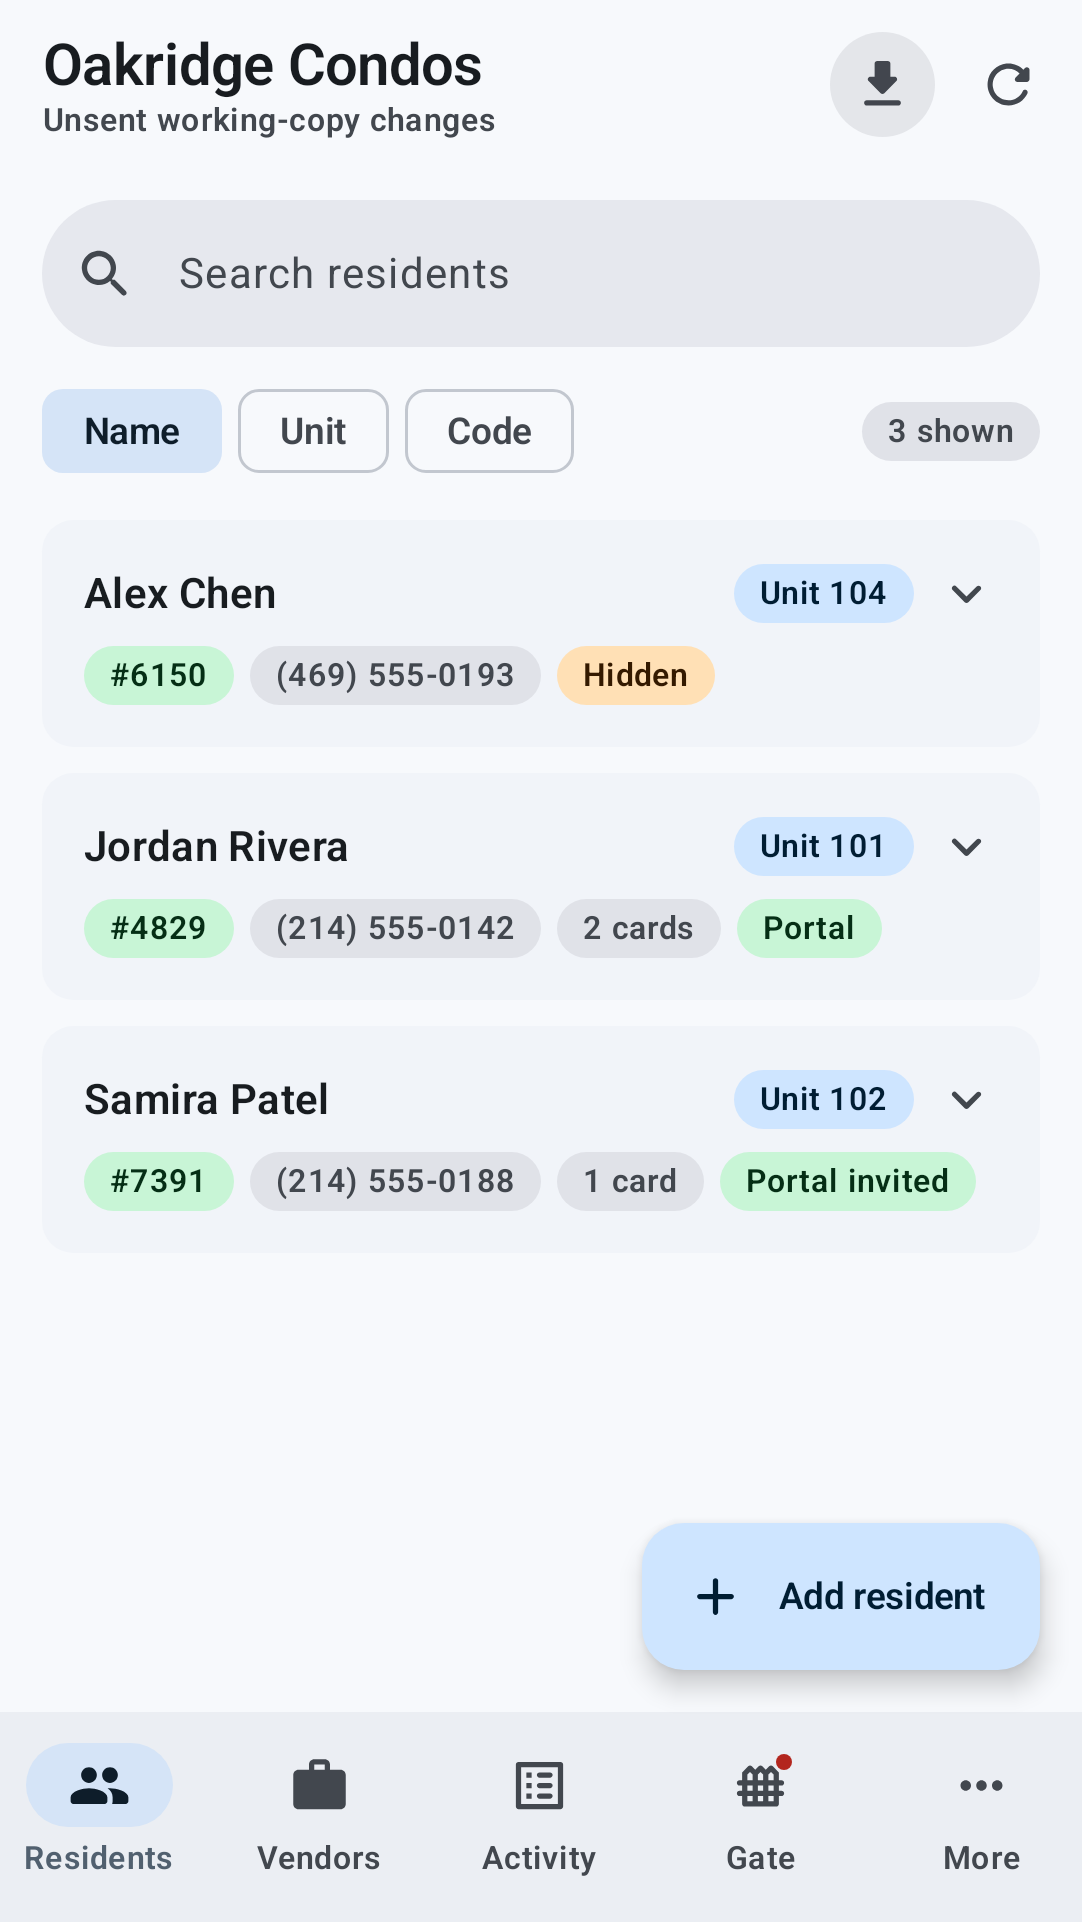 Oakridge Condos
Unsent working-copy changes
Search residents
Name Unit Code 3 shown
Alex Chen Unit 104
#6150 (469) 555-0193 Hidden
Jordan Rivera Unit 101
#4829 (214) 555-0142 2 cards Portal
Samira Patel Unit 102
#7391 (214) 555-0188 1 card Portal invited
Add resident
Residents Vendors Activity Gate More